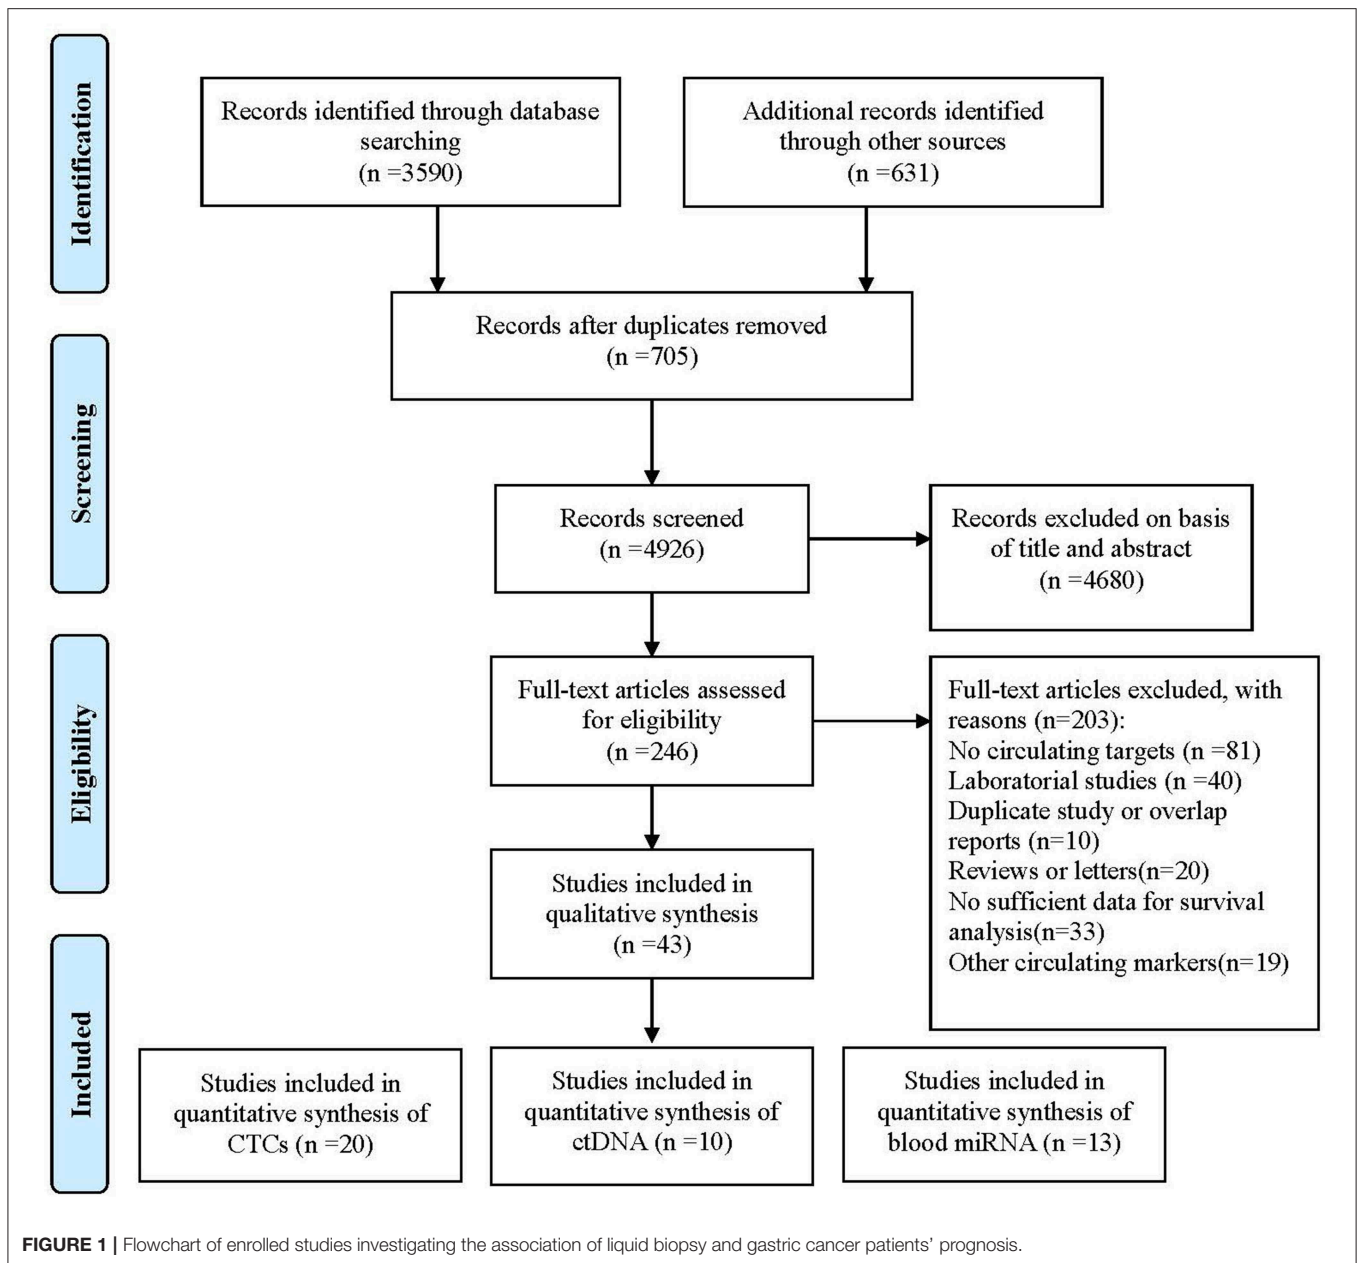 Identification
Records identified through database
searching
(n =3590)
Additional records identified
through other sources
(n =631)
Records after duplicates removed
(n =705)
Screening
Records screened
(n =4926)
Records excluded on basis
of title and abstract
(n =4680)
Eligibility
Full-text articles assessed
for eligibility
(n =246)
Full-text articles excluded, with
reasons (n=203):
No circulating targets (n =81)
Laboratorial studies (n =40)
Duplicate study or overlap
reports (n=10)
Reviews or letters(n=20)
No sufficient data for survival
analysis(n=33)
Other circulating markers(n=19)
Studies included in
qualitative synthesis
(n =43)
Included
Studies included in
quantitative synthesis of
CTCs (n =20)
Studies included in
quantitative synthesis of
ctDNA (n =10)
Studies included in
quantitative synthesis of
blood miRNA (n =13)
FIGURE 1 | Flowchart of enrolled studies investigating the association of liquid biopsy and gastric cancer patients' prognosis.